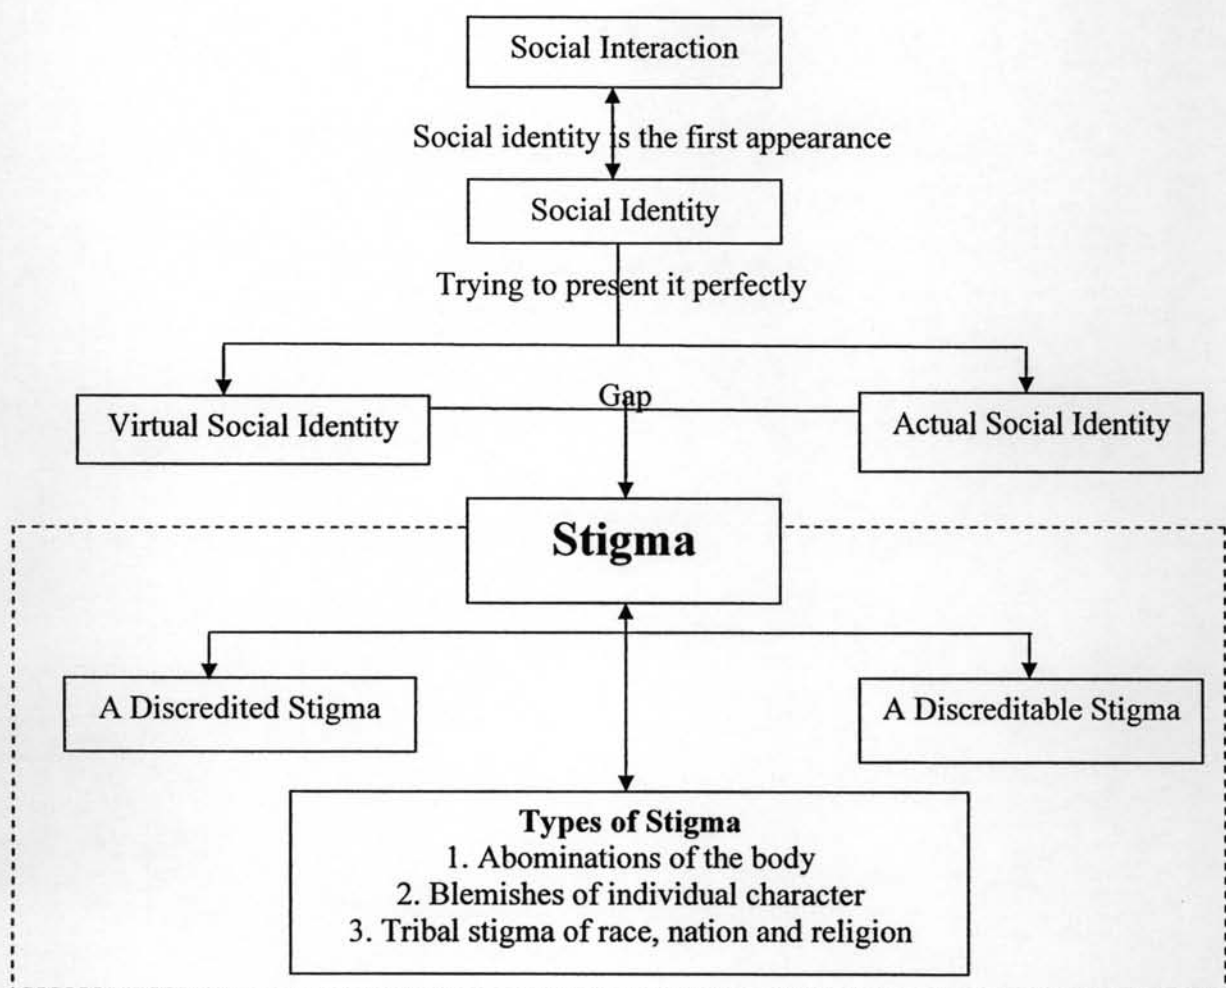 Social Interaction
Social identity is the first appearance
Social Identity
Trying to present it perfectly
Gap
Virtual Social Identity
Actual Social Identity
Stigma
A Discredited Stigma
A Discreditable Stigma
Types of Stigma
1. Abominations of the body
2. Blemishes of individual character
3. Tribal stigma of race, nation and religion